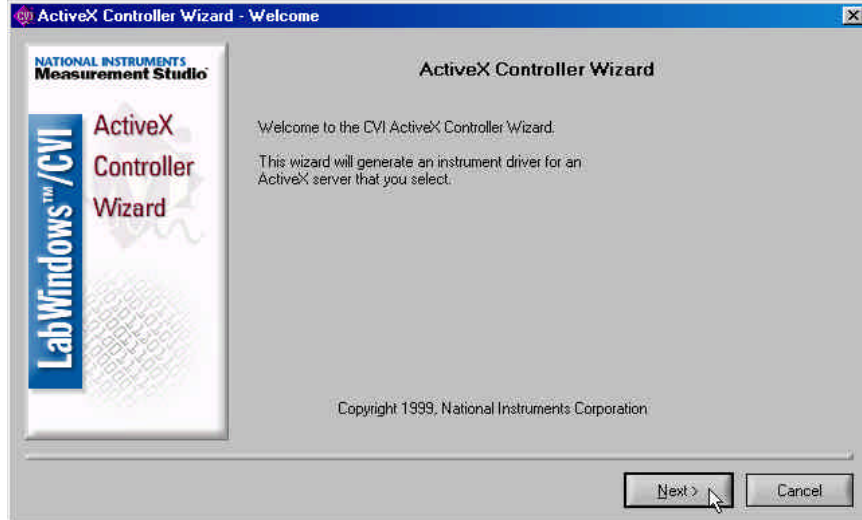 CVI ActiveX Controller Wizard - Welcome
NATIONAL INSTRUMENTS
Measurement Studio
LabWindows™/CVI
ActiveX
Controller
Wizard
ActiveX Controller Wizard
Welcome to the CVI ActiveX Controller Wizard.
This wizard will generate an instrument driver for an
ActiveX server that you select.
Copyright 1999, National Instruments Corporation
Next >
Cancel